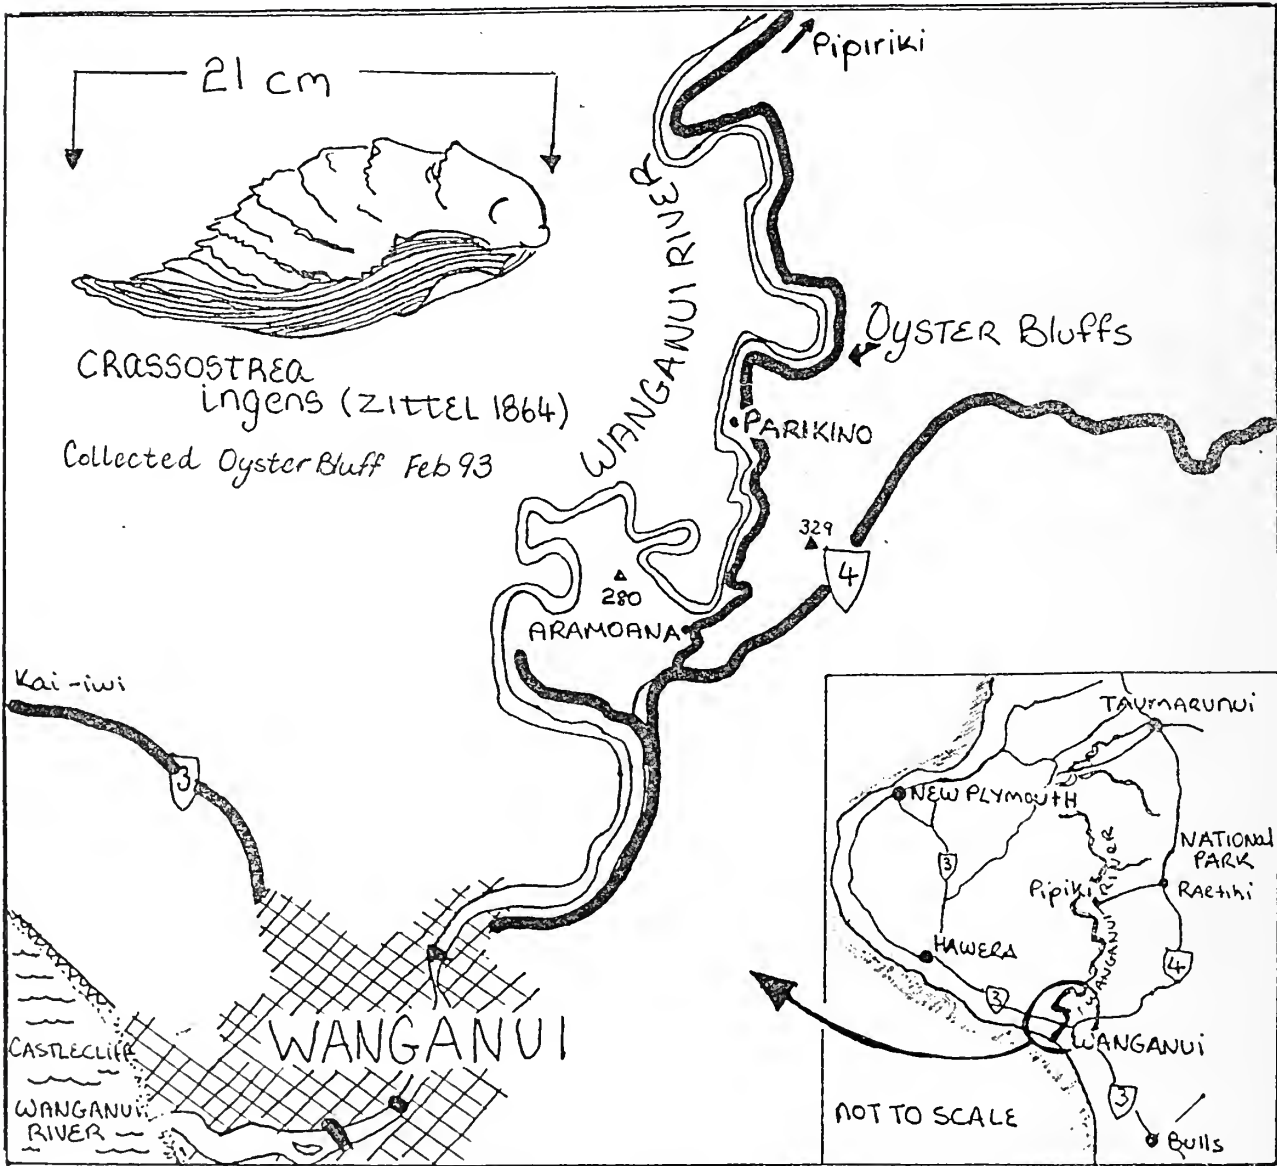 21 cm
Pipiriki
WANGANUI RIVER
OYSTER Bluffs
CRASSOSTREA
ingens (ZITTEL 1864)
Collected Oyster Bluff Feb 93
PARIKINO
329
4
280
ARAMOANA
Kai-iwi
3
WANGANUI
CASTLECLIFF
WANGANUI
RIVER
TAUMARUNUI
NEW PLYMOUTH
3
NATIONAL
PARK
Pipiki
RAETIHI
WANGANUI RIVER
HAWERA
4
3
WANGANUI
3
NOT TO SCALE
Bulls